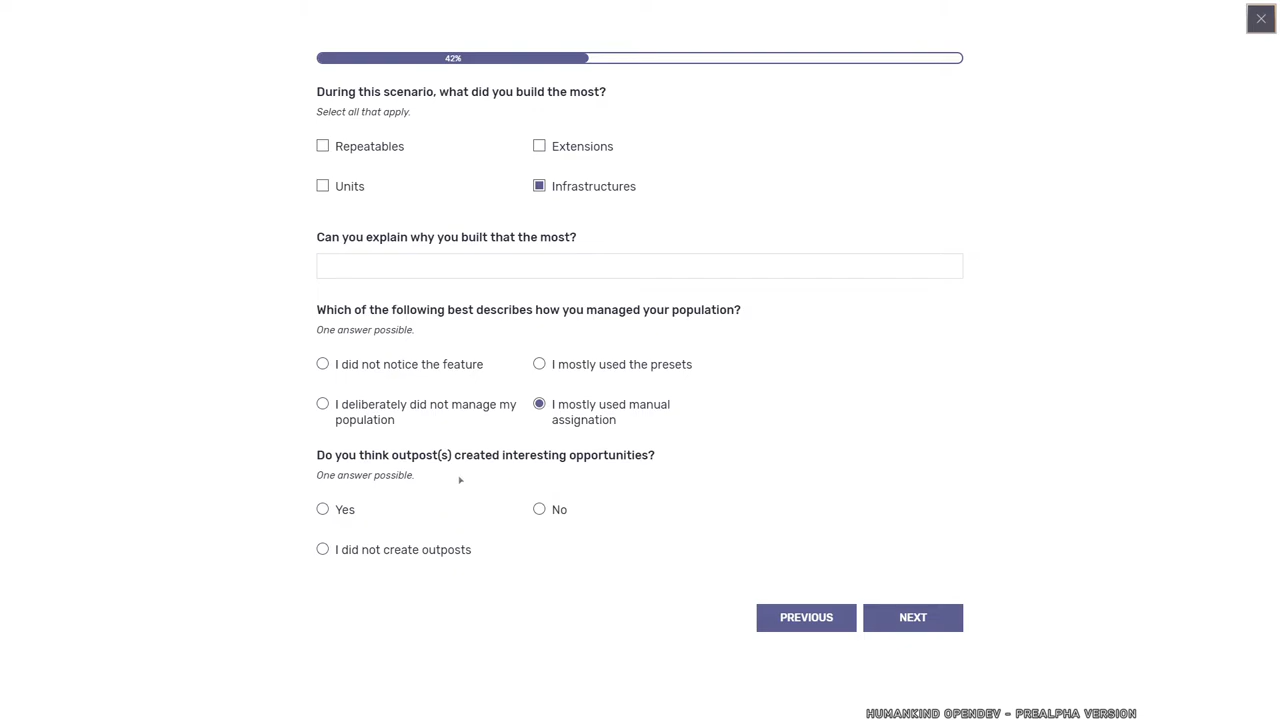 42%
During this scenario, what did you build the most?
Select all that apply.
Repeatables
Extensions
Units
Infrastructures
Can you explain why you built that the most?
Which of the following best describes how you managed your population?
One answer possible.
I did not notice the feature
I mostly used the presets
I deliberately did not manage my
population
I mostly used manual
assignation
Do you think outpost(s) created interesting opportunities?
One answer possible.
Yes
No
I did not create outposts
PREVIOUS
NEXT
HUMANKIND OPENDEV - PREALPHA VERSION